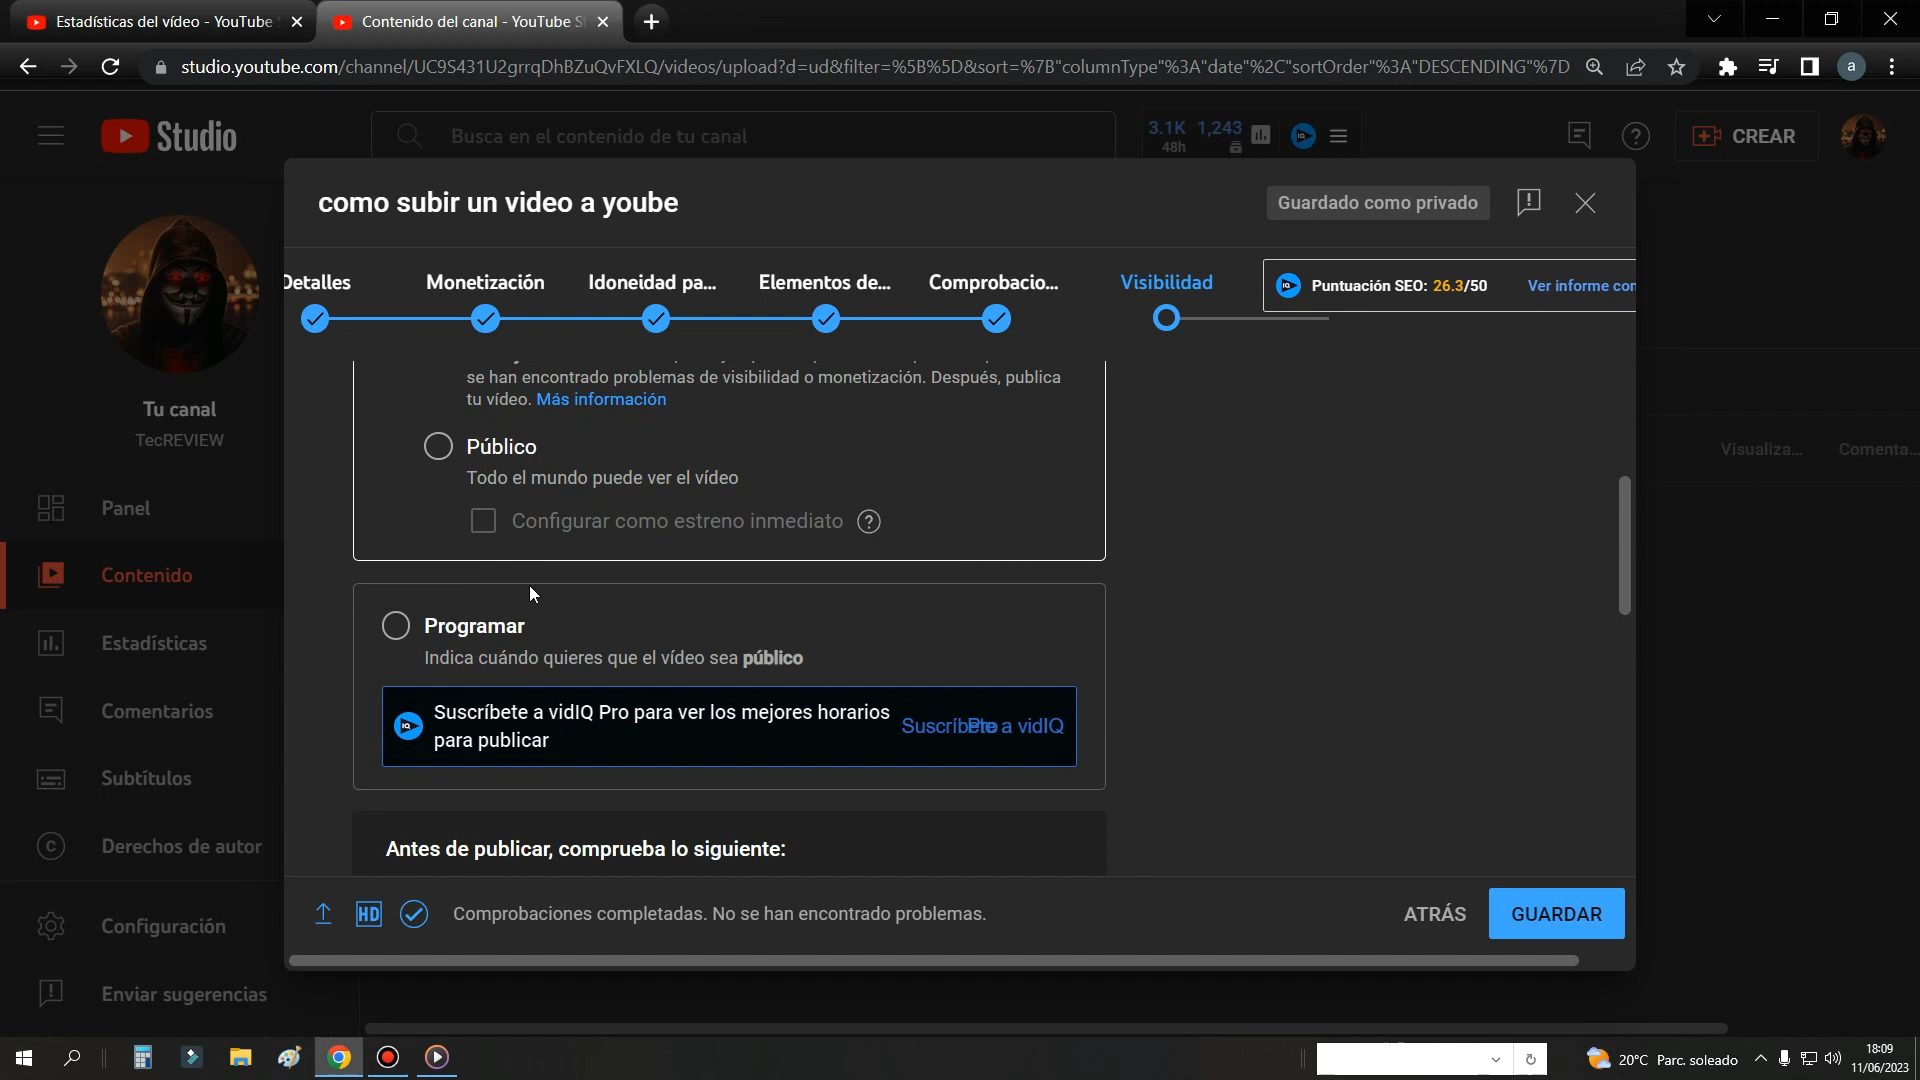 Estadísticas del vídeo - YouTube
Contenido del canal - YouTube St
studio.youtube.com/channel/UC9S431U2grrqDhBZuQvFXLQ/videos/upload?d=ud&filter=%5B%5D&sort=%7B"columnType"%3A"date"%2C"sortOrder"%3A"DESCENDING"%7D
a
Studio
Busca en el contenido de tu canal
3.1K 1,243
48h
CREAR
como subir un video a yoube
Guardado como privado
Detalles
Monetización
Idoneidad pa...
Elementos de...
Comprobacio...
Visibilidad
Puntuación SEO: 26.3/50
Ver informe con
se han encontrado problemas de visibilidad o monetización. Después, publica
tu vídeo. Más información
Público
Todo el mundo puede ver el vídeo
Configurar como estreno inmediato
Programar
Indica cuándo quieres que el vídeo sea público
Suscríbete a vidIQ Pro para ver los mejores horarios
para publicar
Suscríbete a vidIQ
Pro
Antes de publicar, comprueba lo siguiente:
HD
Comprobaciones completadas. No se han encontrado problemas.
ATRÁS
GUARDAR
Tu canal
TecREVIEW
Panel
Contenido
Estadísticas
Comentarios
Subtítulos
Derechos de autor
Configuración
Enviar sugerencias
Visualiza...
Comenta...
20°C Parc. soleado
18:09
11/06/2023